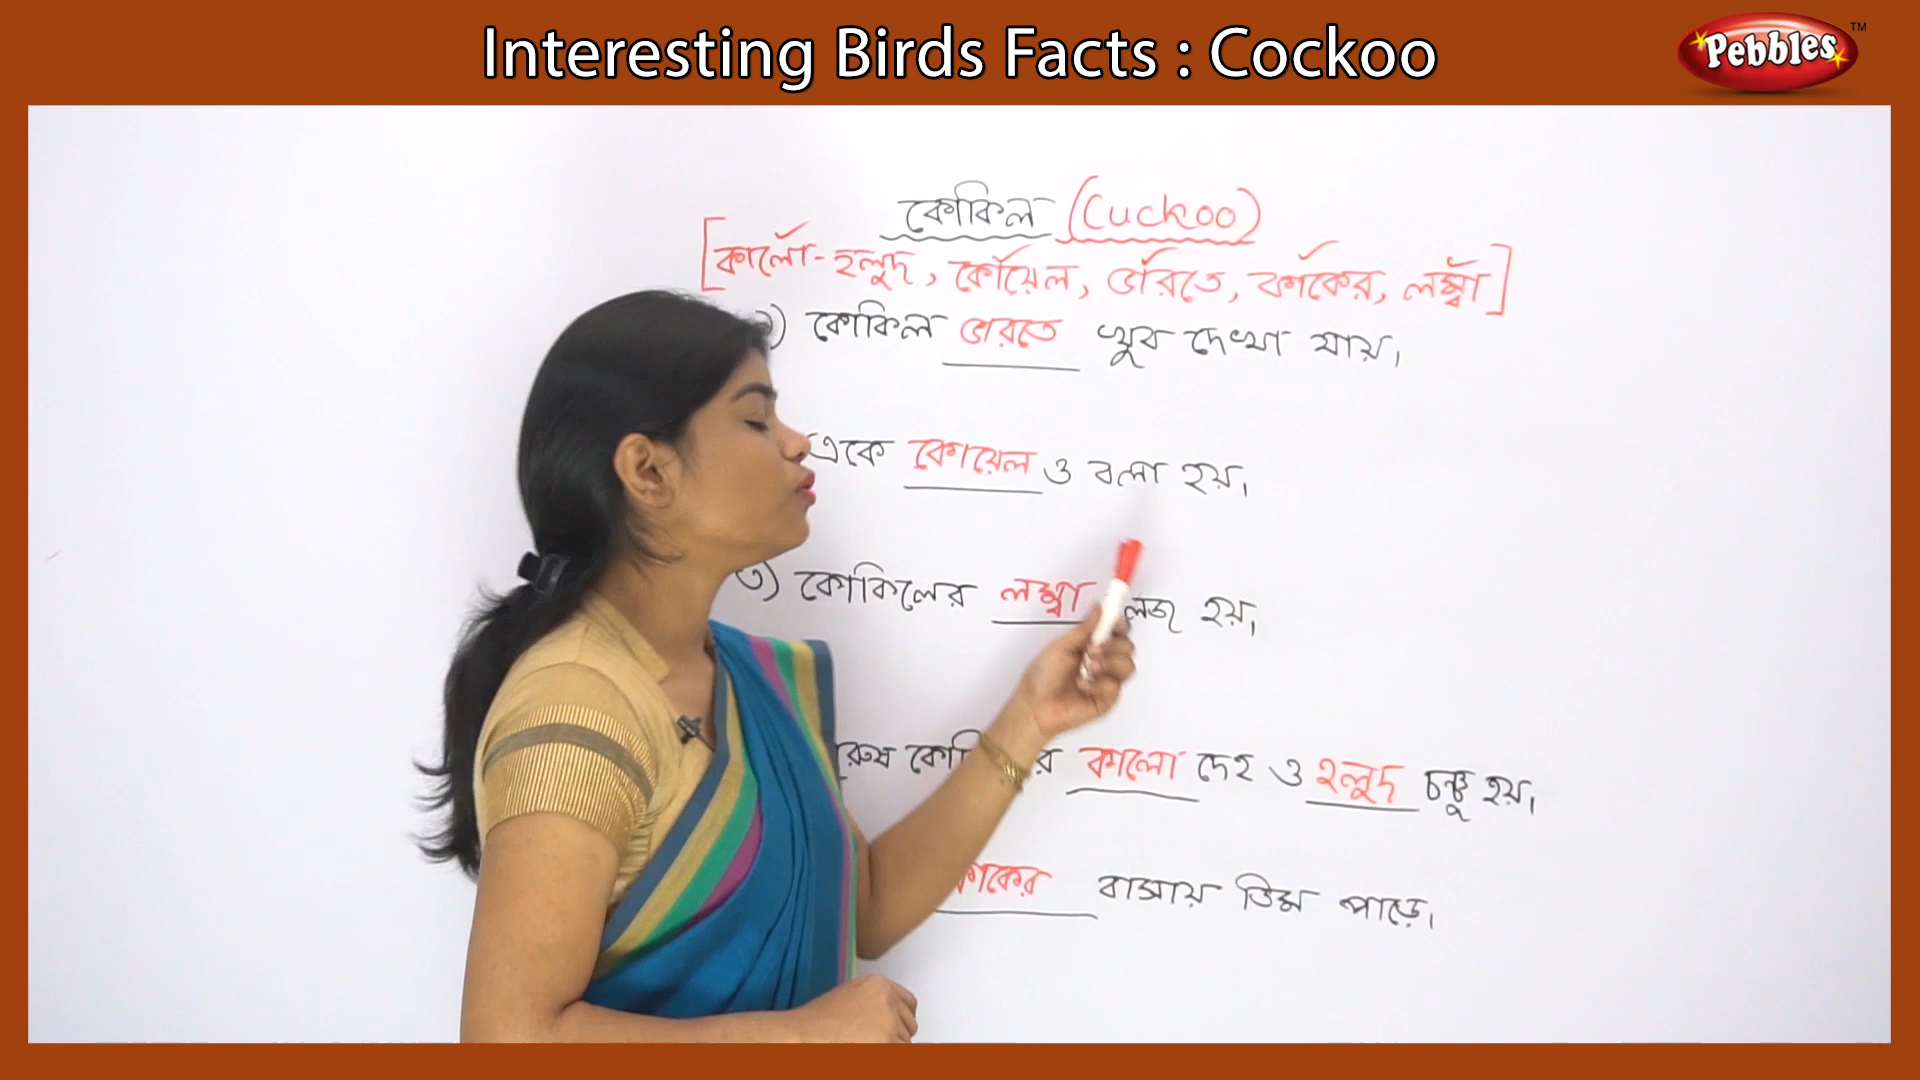 Interesting Birds Facts : Cockoo
Pebbles TM
কোকিল (Cuckoo)
[কালো-হলুদ, কোয়েল, ভারতে, কাকের, লম্বা]
কোকিল ভারতে খুব দেখা যায়।
একে কোয়েল ও বলা হয়।
৩) কোকিলের লম্বা হয়।
কালো দেহ ও হলুদ চঞ্চু হয়।
কাকের বাসায় ডিম্ব পাড়ে।